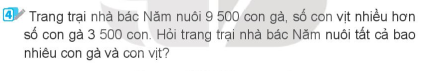 4 Trang trại nhà bác Năm nuôi 9 500 con gà, số con vịt nhiều hơn
số con gà 3 500 con. Hỏi trang trại nhà bác Năm nuôi tất cả bao
nhiêu con gà và con vịt?